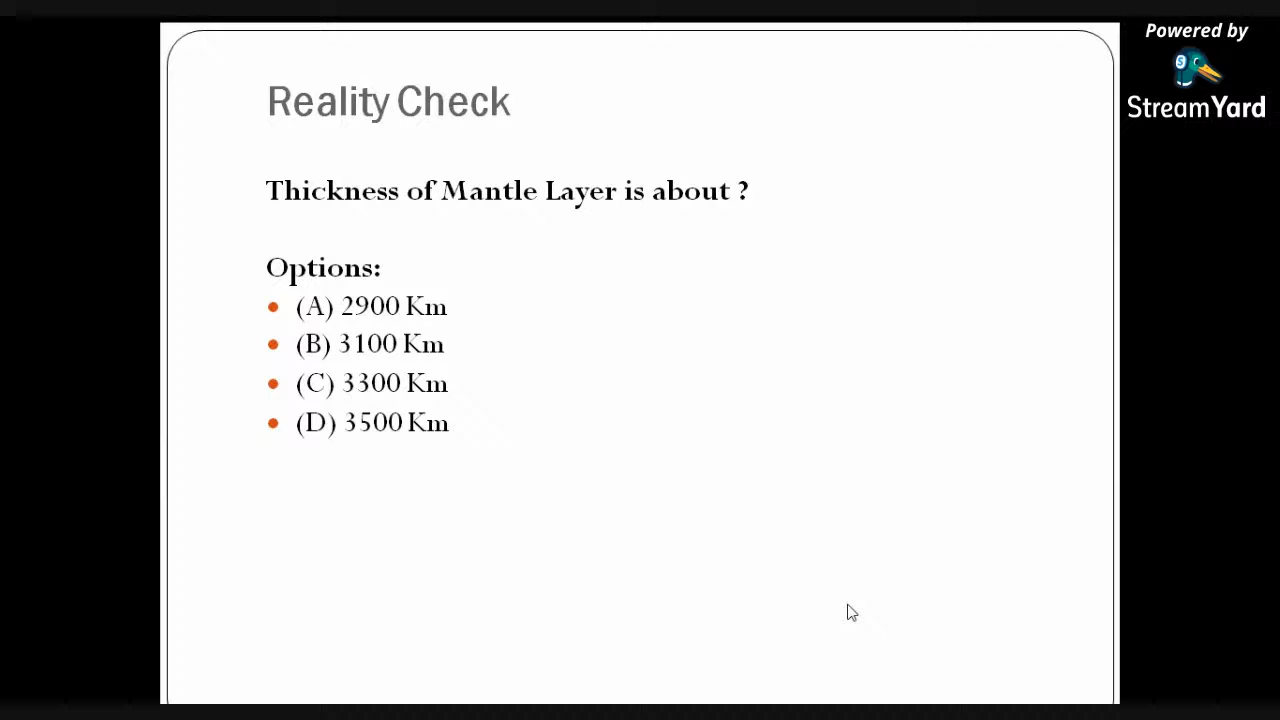 Powered by
StreamYard
Reality Check
Thickness of Mantle Layer is about ?
Options:
(A) 2900 Km
(B) 3100 Km
(C) 3300 Km
(D) 3500 Km